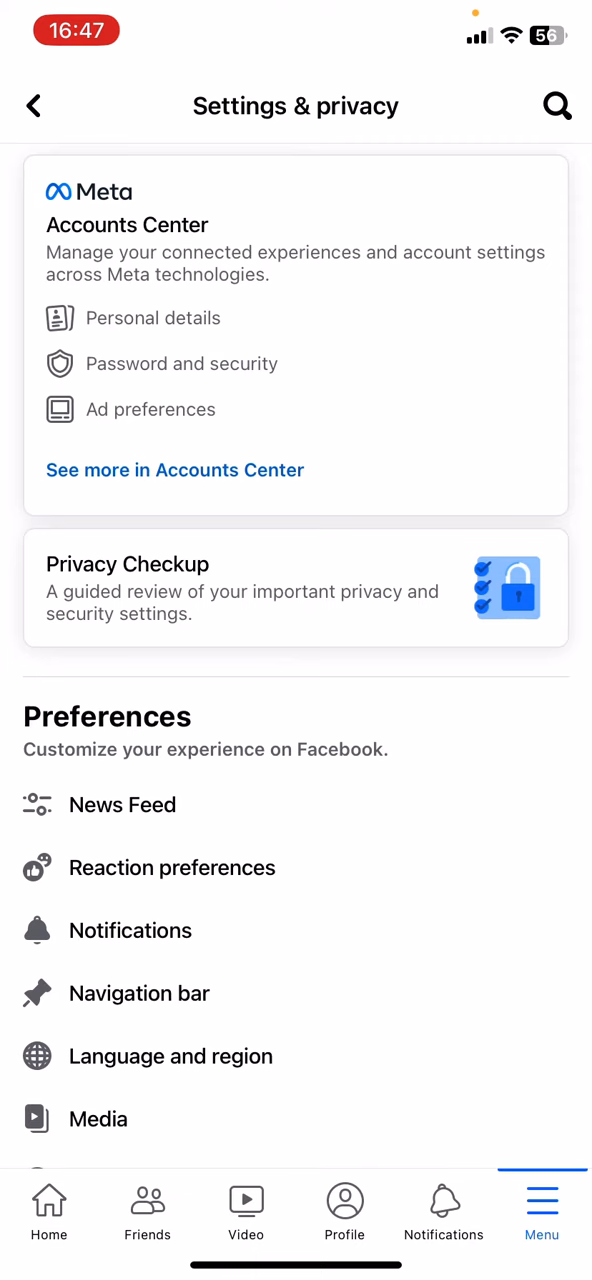 16:47
56
Settings & privacy
Meta
Accounts Center
Manage your connected experiences and account settings
across Meta technologies.
Personal details
Password and security
Ad preferences
See more in Accounts Center
Privacy Checkup
A guided review of your important privacy and
security settings.
Preferences
Customize your experience on Facebook.
News Feed
Reaction preferences
Notifications
Navigation bar
Language and region
Media
Home
Friends
Video
Profile
Notifications
Menu